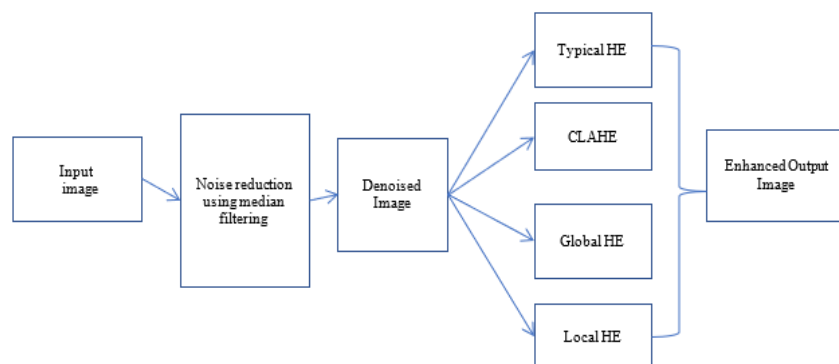 Input
image
Noise reduction
using median
filtering
Denoised
Image
Typical HE
CLAHE
Global HE
Local HE
Enhanced Output
Image